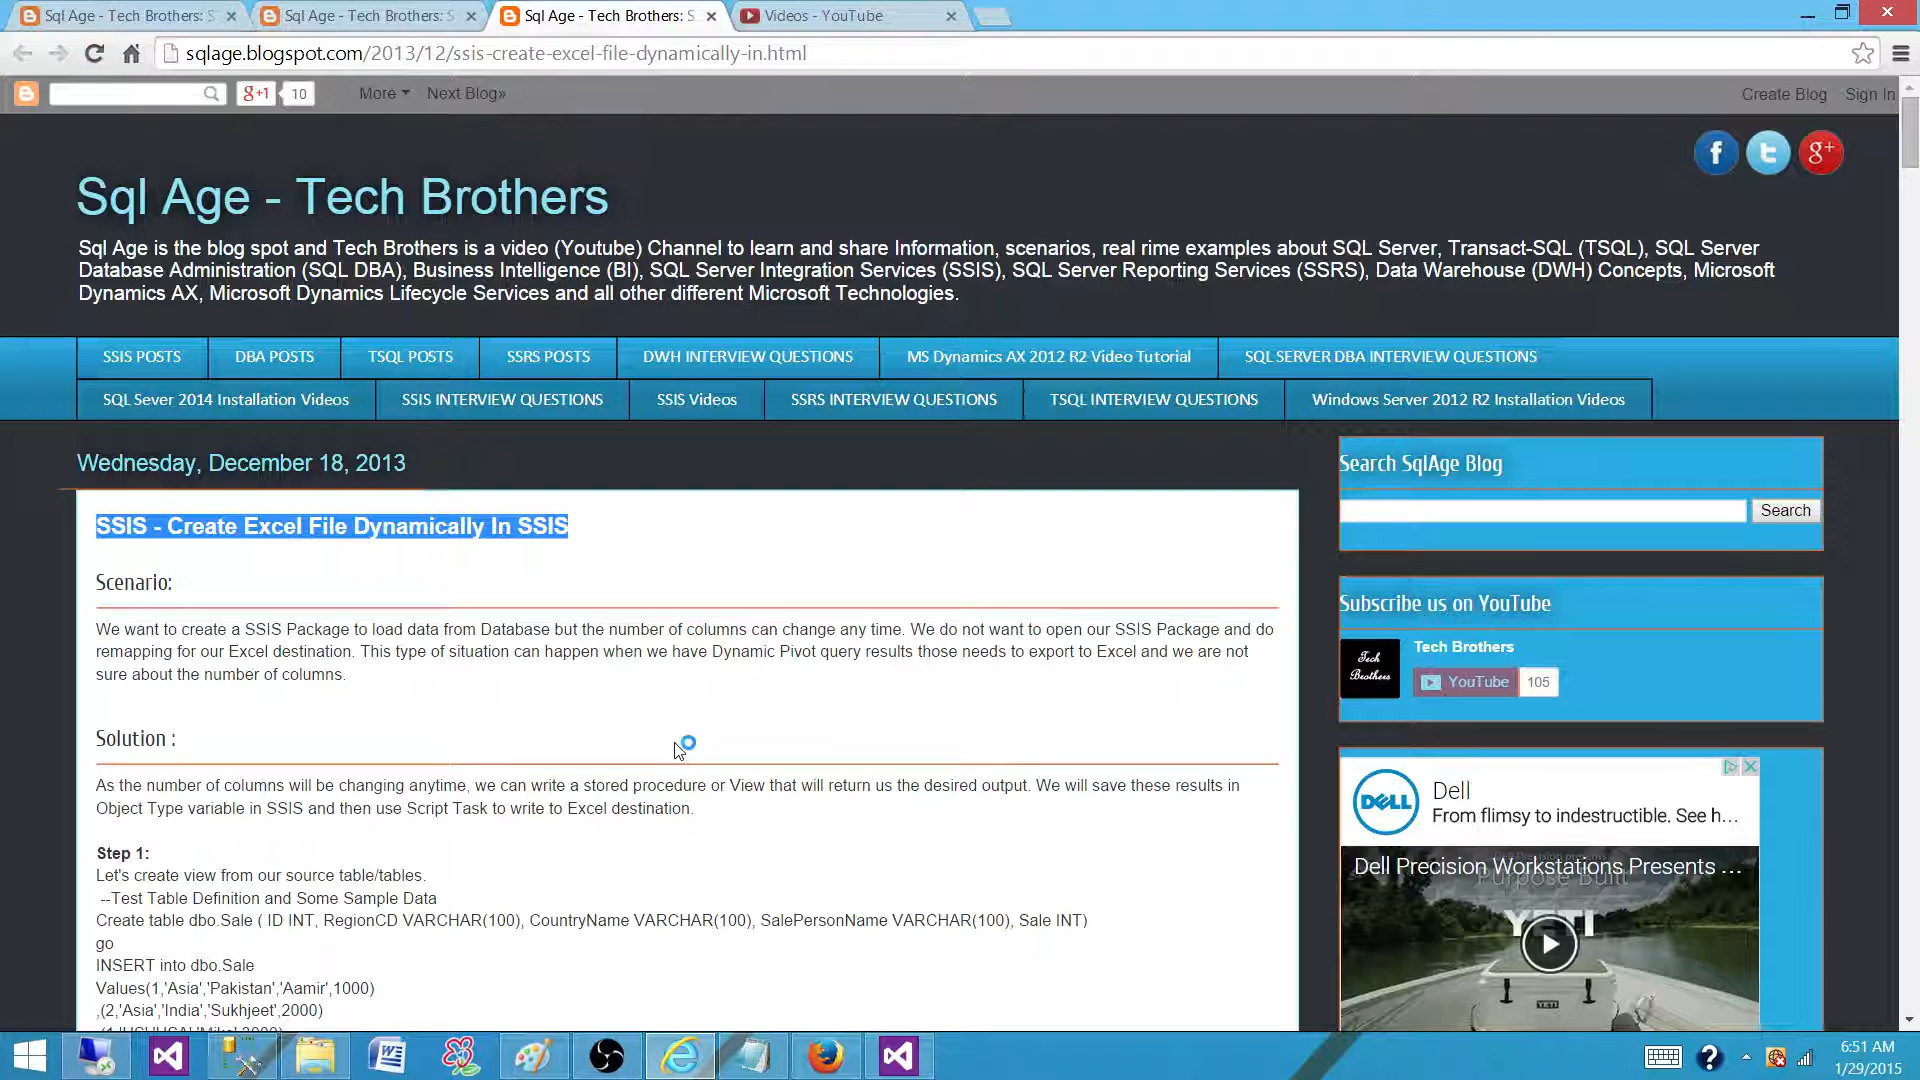 Sql Age - Tech Brothers: S
Sql Age - Tech Brothers: S
Sql Age - Tech Brothers: S
Videos - YouTube
sqlage.blogspot.com/2013/12/ssis-create-excel-file-dynamically-in.html
g+1 10 More Next Blog»
Create Blog Sign In
Sql Age - Tech Brothers
Sql Age is the blog spot and Tech Brothers is a video (Youtube) Channel to learn and share Information, scenarios, real rime examples about SQL Server, Transact-SQL (TSQL), SQL Server
Database Administration (SQL DBA), Business Intelligence (BI), SQL Server Integration Services (SSIS), SQL Server Reporting Services (SSRS), Data Warehouse (DWH) Concepts, Microsoft
Dynamics AX, Microsoft Dynamics Lifecycle Services and all other different Microsoft Technologies.
SSIS POSTS DBA POSTS TSQL POSTS SSRS POSTS DWH INTERVIEW QUESTIONS MS Dynamics AX 2012 R2 Video Tutorial SQL SERVER DBA INTERVIEW QUESTIONS
SQL Sever 2014 Installation Videos SSIS INTERVIEW QUESTIONS SSIS Videos SSRS INTERVIEW QUESTIONS TSQL INTERVIEW QUESTIONS Windows Server 2012 R2 Installation Videos
Wednesday, December 18, 2013
SSIS - Create Excel File Dynamically In SSIS
Scenario:
We want to create a SSIS Package to load data from Database but the number of columns can change any time. We do not want to open our SSIS Package and do
remapping for our Excel destination. This type of situation can happen when we have Dynamic Pivot query results those needs to export to Excel and we are not
sure about the number of columns.
Solution :
As the number of columns will be changing anytime, we can write a stored procedure or View that will return us the desired output. We will save these results in
Object Type variable in SSIS and then use Script Task to write to Excel destination.
Step 1:
Let's create view from our source table/tables.
--Test Table Definition and Some Sample Data
Create table dbo.Sale ( ID INT, RegionCD VARCHAR(100), CountryName VARCHAR(100), SalePersonName VARCHAR(100), Sale INT)
go
INSERT into dbo.Sale
Values(1,'Asia','Pakistan','Aamir',1000)
,(2,'Asia','India','Sukhjeet',2000)
Search SqlAge Blog
Search
Subscribe us on YouTube
Tech Brothers
Tech Brothers
YouTube 105
DELL
Dell
From flimsy to indestructible. See h...
Dell Precision Workstations Presents ...
Purpose Built
YETI
YETI
6:51 AM
1/29/2015